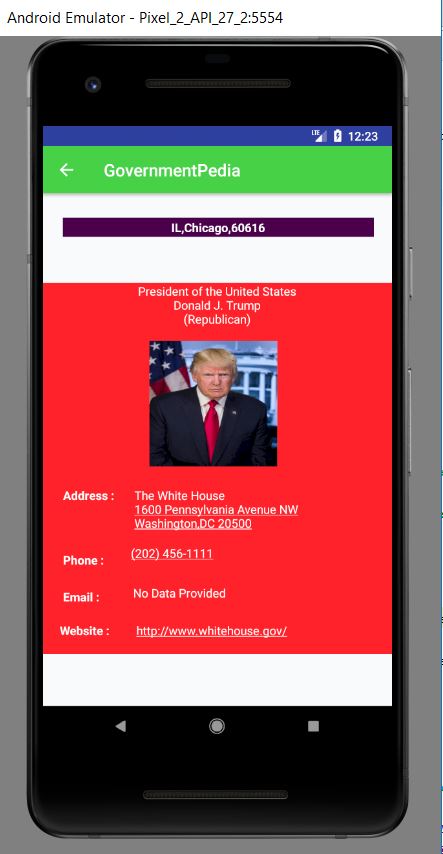 Android Emulator - Pixel_2_API_27_2:5554
LTE 12:23
GovernmentPedia
IL,Chicago,60616
President of the United States
Donald J. Trump
(Republican)
Address : The White House
1600 Pennsylvania Avenue NW
Washington,DC 20500
Phone : (202) 456-1111
Email : No Data Provided
Website : http://www.whitehouse.gov/